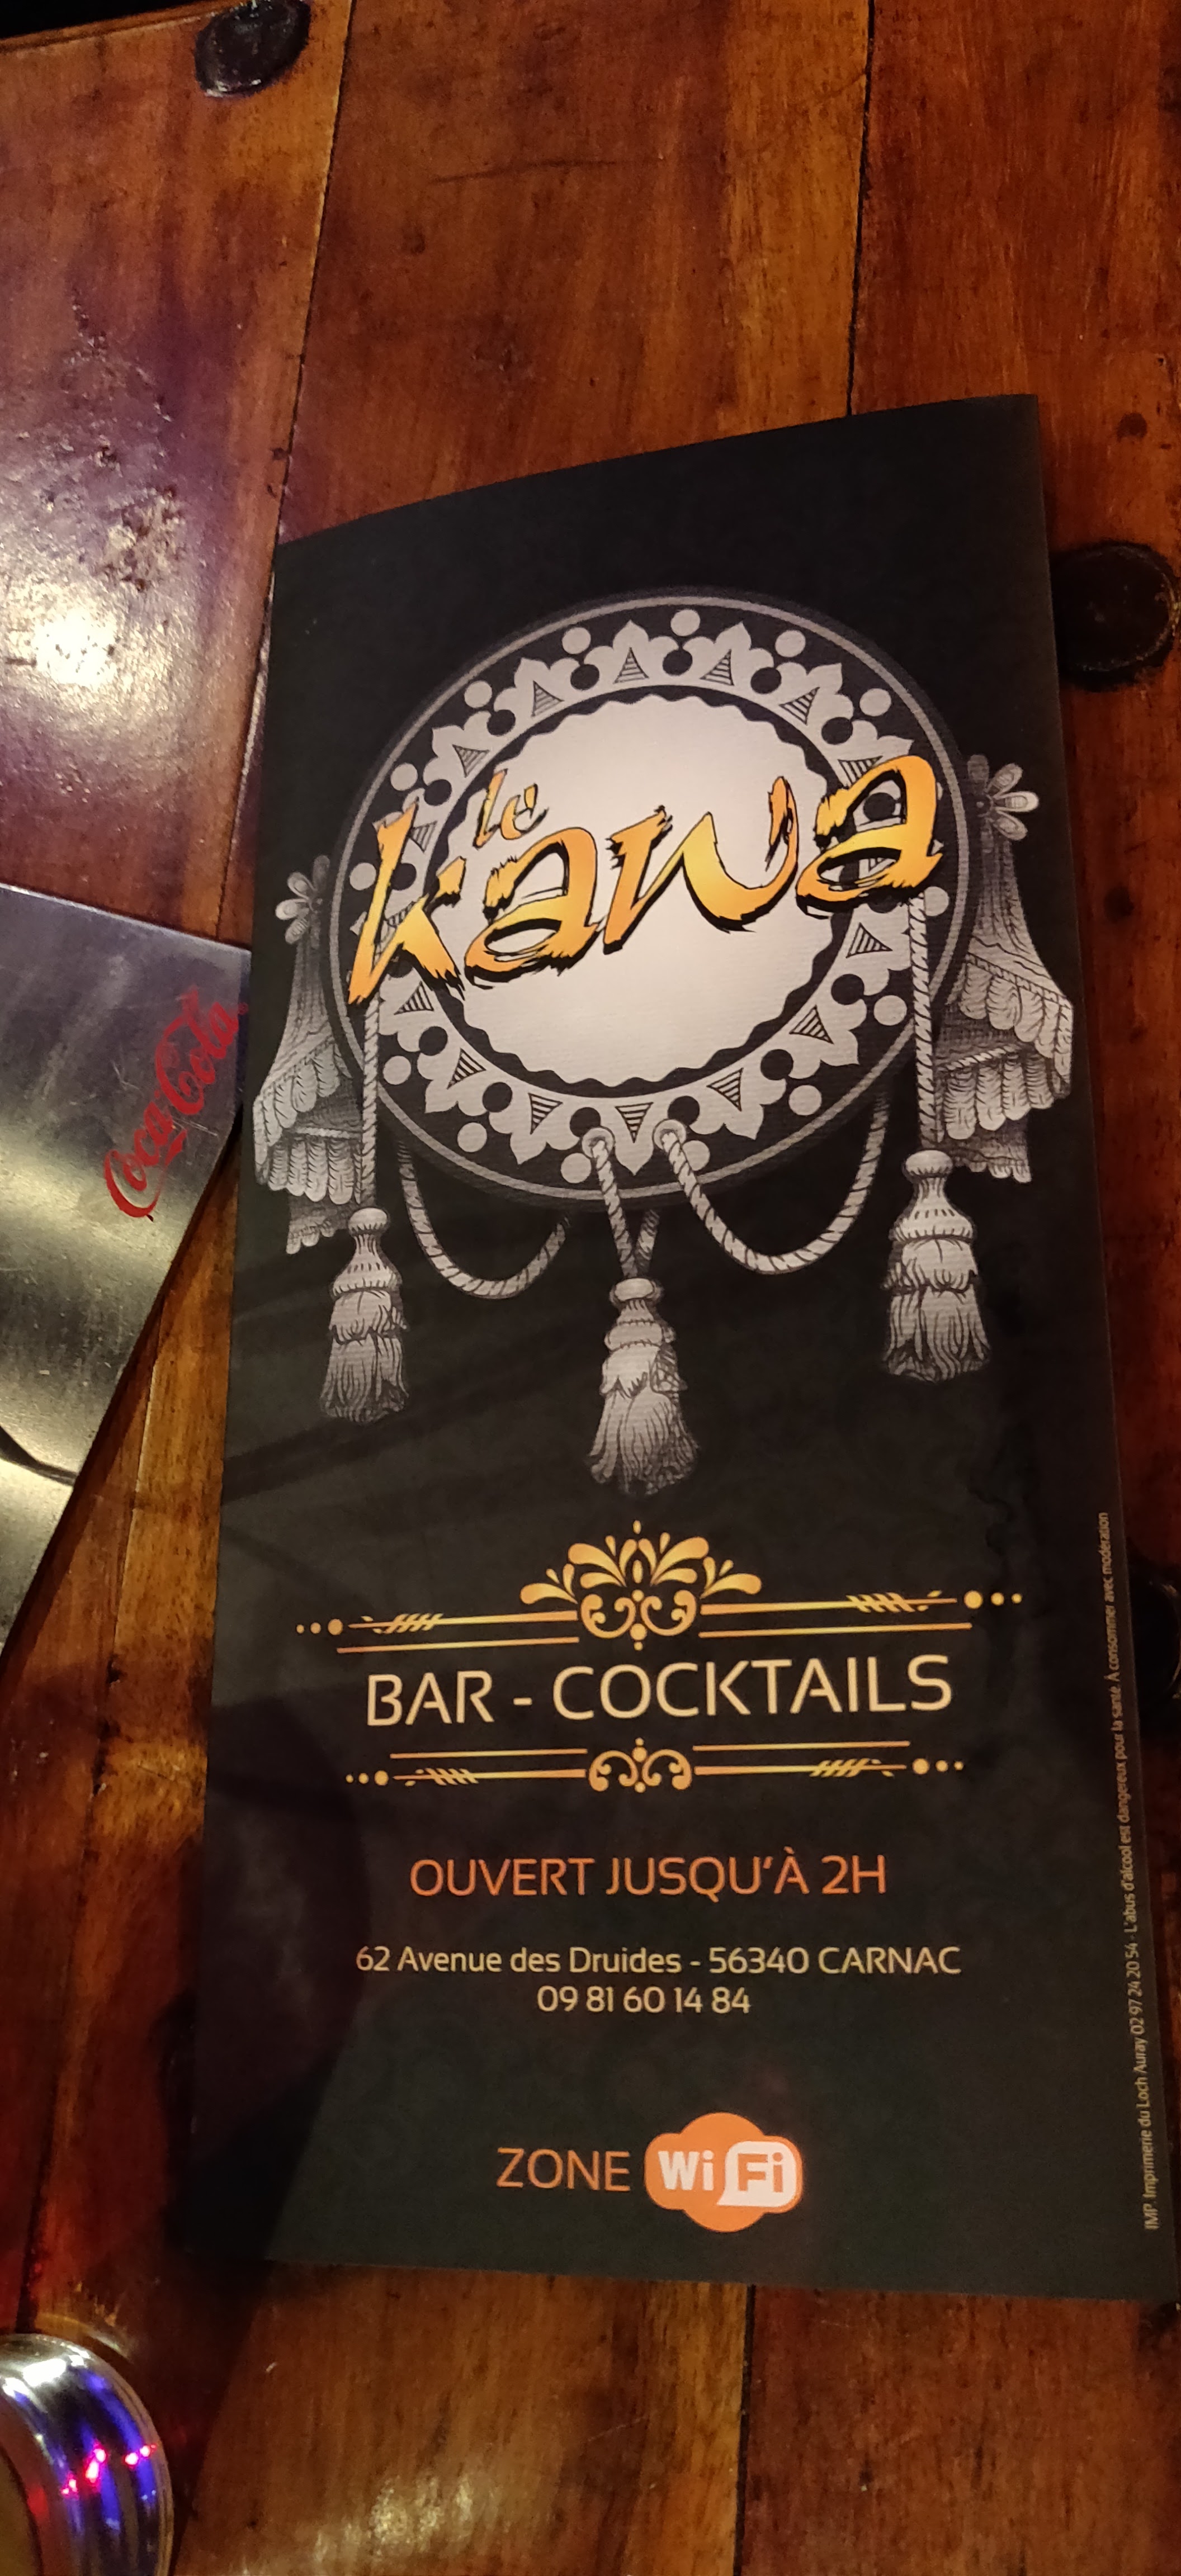 le
kawa
Coca-Cola
BAR - COCKTAILS
OUVERT JUSQU'À 2H
62 Avenue des Druides - 56340 CARNAC
09 81 60 14 84
ZONE WiFi
IMP. Imprimerie du Loch Auray 02 97 24 20 54 - L'abus d'alcool est dangereux pour la santé. À consommer avec modération